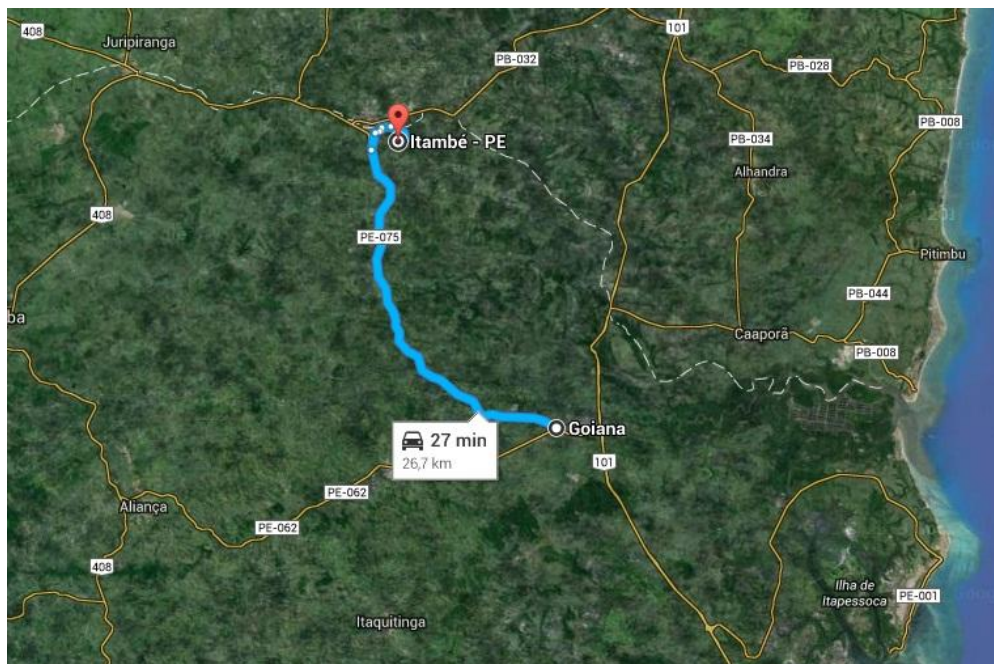 408
Juripiranga
101
PB-032
PB-028
PB-008
Itambé - PE
PB-034
Alhandra
408
PE-075
Pitimbu
PB-044
ba
Caaporã
PB-008
Goiana
27 min
26,7 km
101
PE-062
Aliança
PE-062
408
Ilha de
Itapessoca
PE-001
Itaquitinga